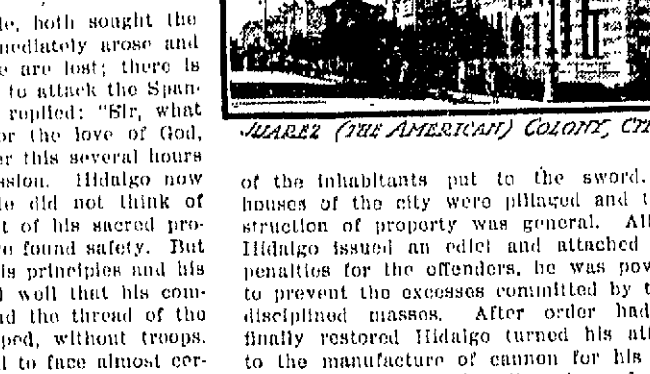 le, both sought the
mediately arose and
e are lost; there is
to attack the Span-
replied: "Sir, what
or the love of God,
er this several hours
ssion. Hidalgo now
le did not think of
t of his sacred pro-
e found safety. But
is principles and his
l well that his com-
ad the thread of the
ped, without troops.
l to face almost cer-
JUAREZ (THE AMERICAN) COLONY, CIT
of the inhabitants put to the sword.
houses of the city were pillaged and t
struction of property was general. Al
Hidalgo issued an edict and attached
penalties for the offenders, he was pow
to prevent the excesses committed by t
disciplined masses. After order had
finally restored Hidalgo turned his att
to the manufacture of cannon for his